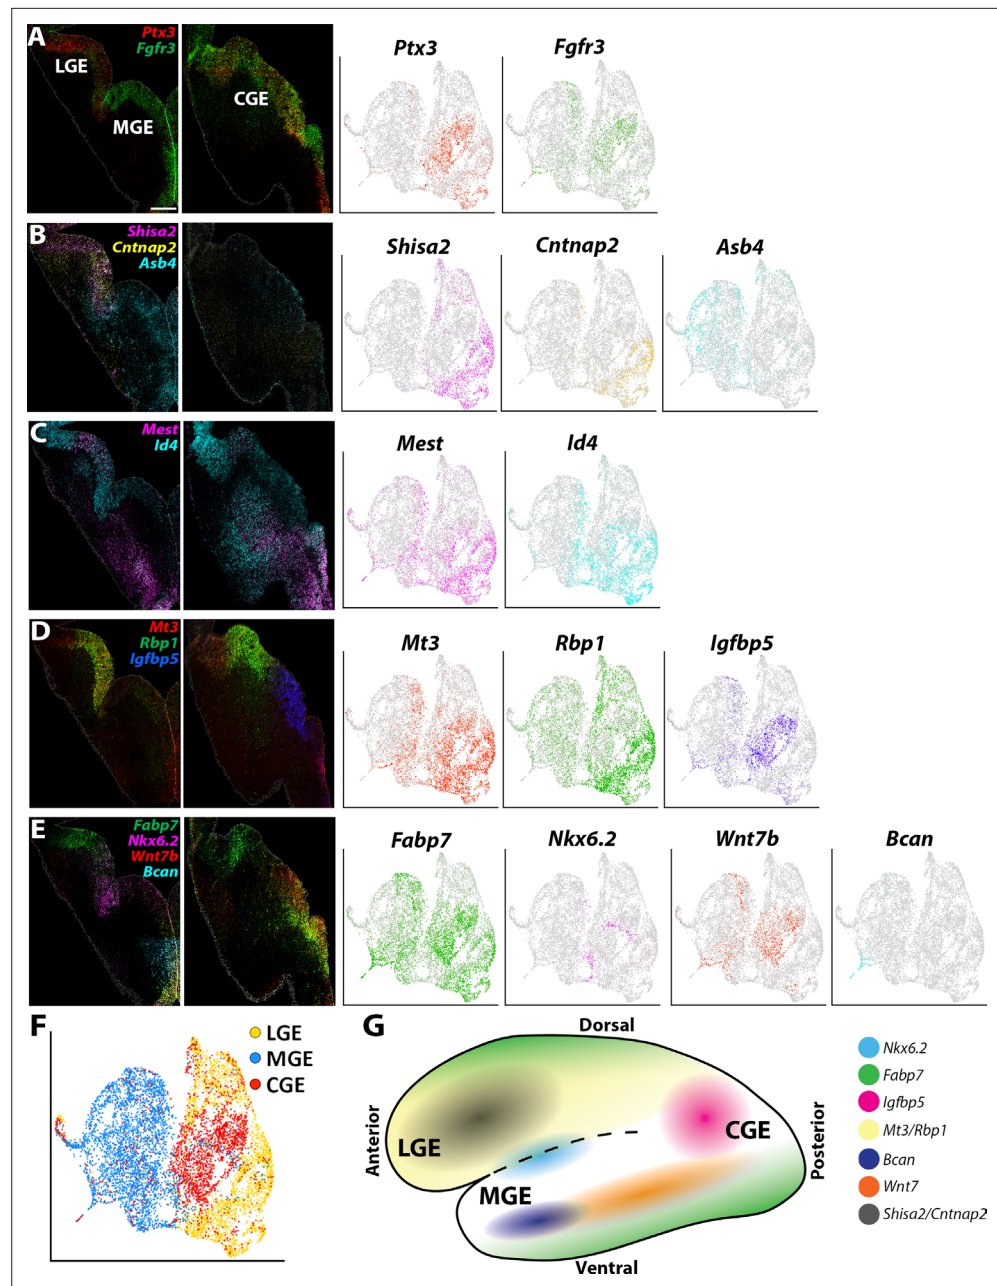 A
Ptx3
Fgfr3
LGE
MGE
CGE
Ptx3
Fgfr3
B
Shisa2
Cntnap2
Asb4
Shisa2
Cntnap2
Asb4
C
Mest
Id4
Mest
Id4
D
Mt3
Rbp1
Igfbp5
Mt3
Rbp1
Igfbp5
E
Fabp7
Nkx6.2
Wnt7b
Bcan
Fabp7
Nkx6.2
Wnt7b
Bcan
F
LGE
MGE
CGE
G
Dorsal
Anterior
LGE
MGE
CGE
Posterior
Ventral
Nkx6.2
Fabp7
Igfbp5
Mt3/Rbp1
Bcan
Wnt7
Shisa2/Cntnap2